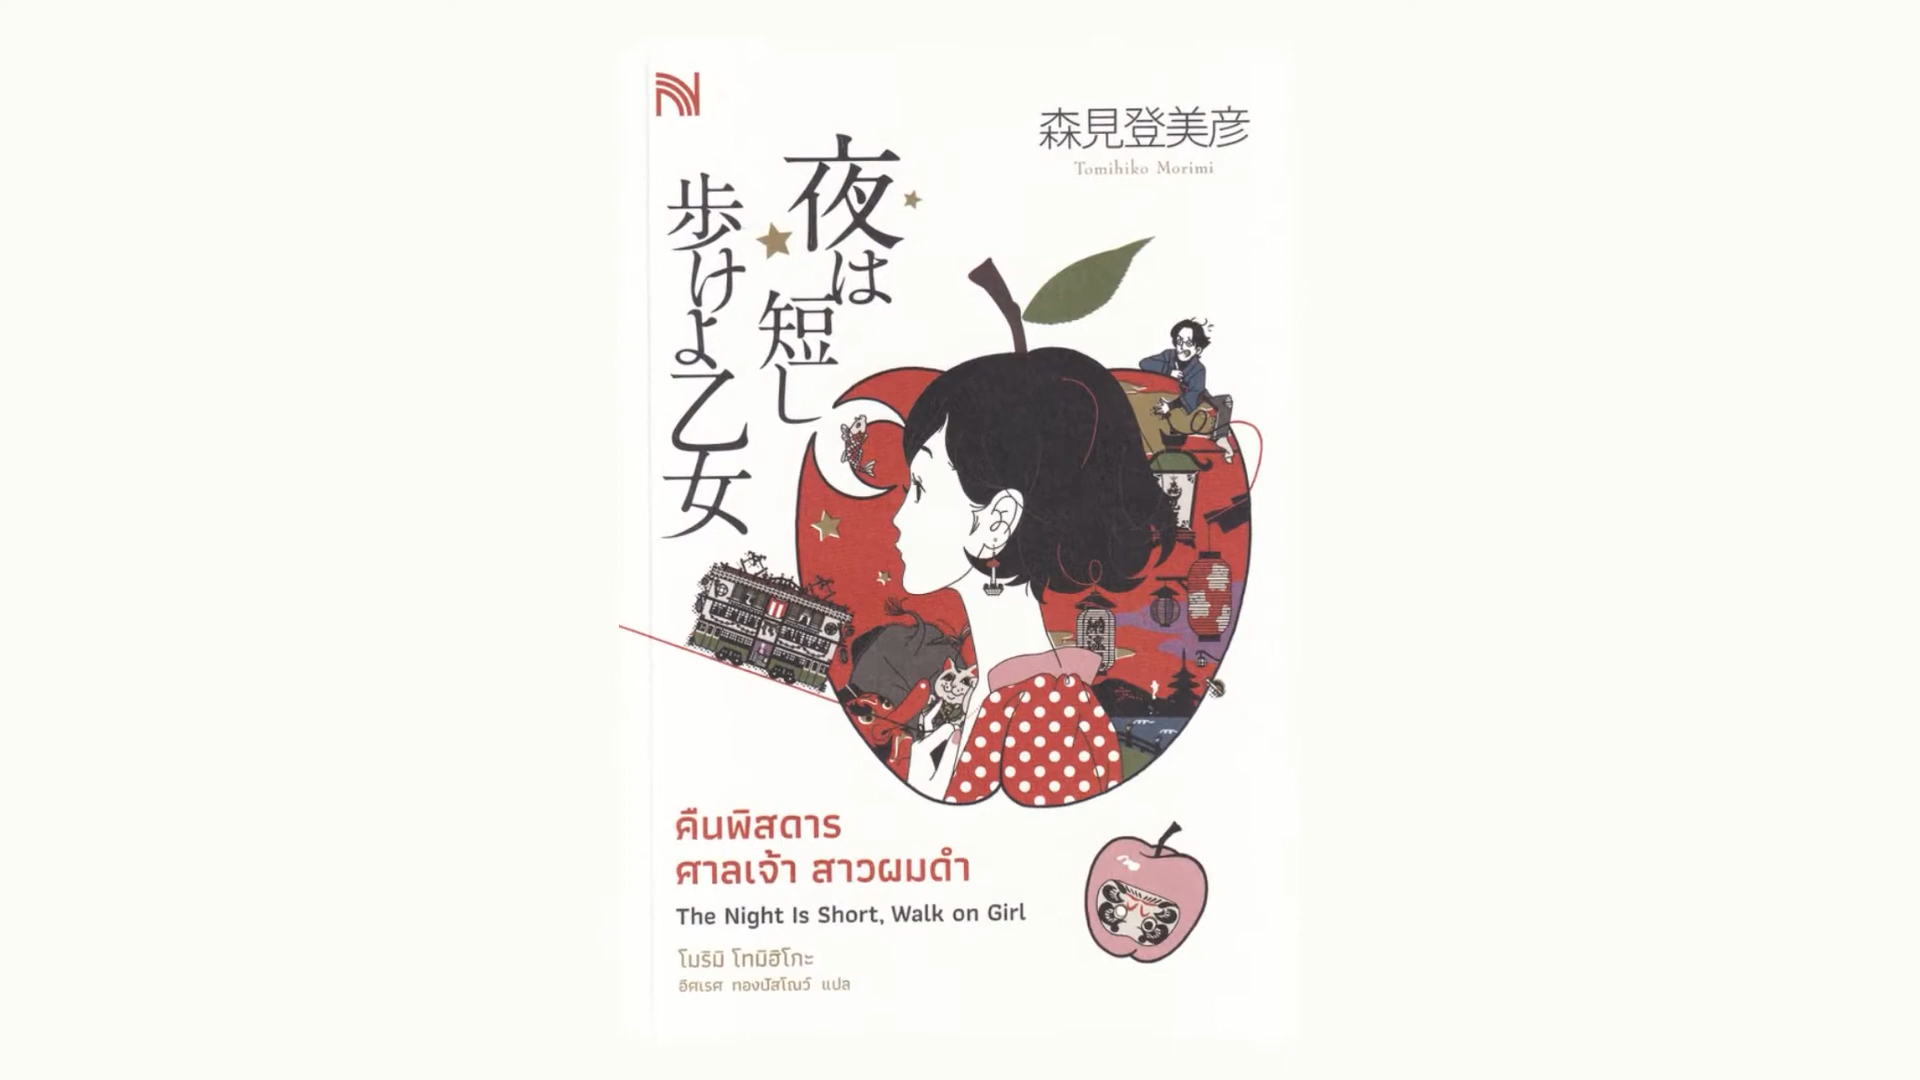 森見登美彦
Tomihiko Morimi
夜は
短し
歩けよ乙女
คืนพิสดาร
ศาลเจ้า สาวผมดำ
The Night Is Short, Walk on Girl
โมริมิ โทมิฮิโกะ
อิศเรศ ทองปัสโณว์ แปล